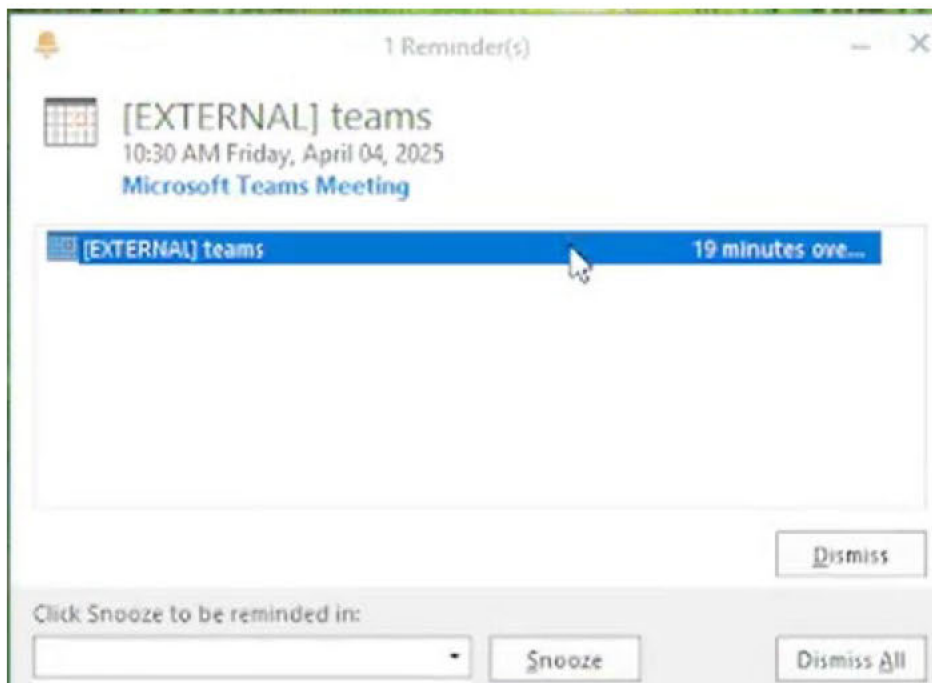 1 Reminder(s)
[EXTERNAL] teams
10:30 AM Friday, April 04, 2025
Microsoft Teams Meeting
[EXTERNAL] teams 19 minutes ove...
Dismiss
Click Snooze to be reminded in:
Snooze Dismiss All